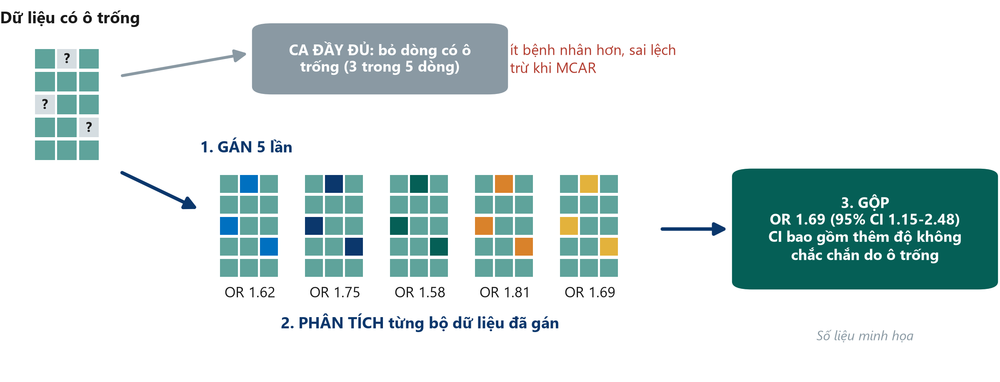 Dữ liệu có ô trống
?
?
?
CA ĐẦY ĐỦ: bỏ dòng có ô
trống (3 trong 5 dòng)
ít bệnh nhân hơn, sai lệch
trừ khi MCAR
1. GÁN 5 lần
OR 1.62
OR 1.75
OR 1.58
OR 1.81
OR 1.69
2. PHÂN TÍCH từng bộ dữ liệu đã gán
3. GỘP
OR 1.69 (95% CI 1.15-2.48)
CI bao gồm thêm độ không
chắc chắn do ô trống
Số liệu minh họa